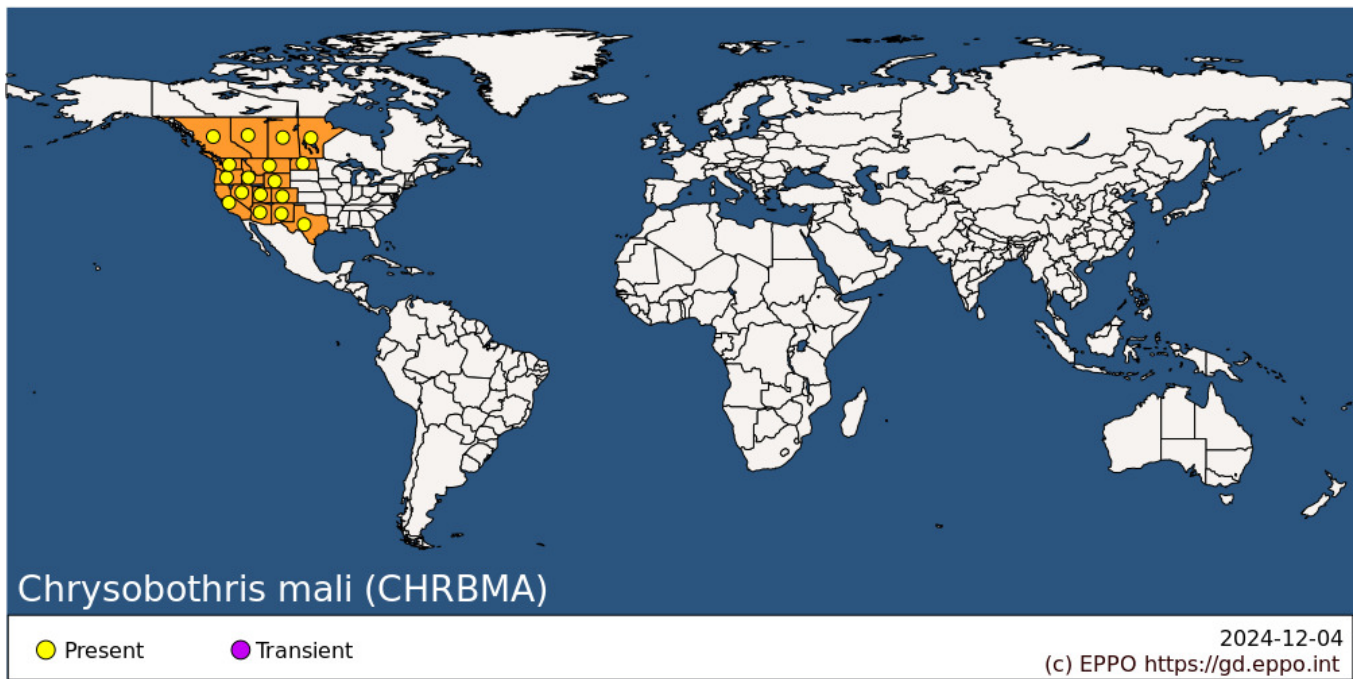 Chrysobothris mali (CHRBMA)
Present
Transient
2024-12-04
(c) EPPO https://gd.eppo.int